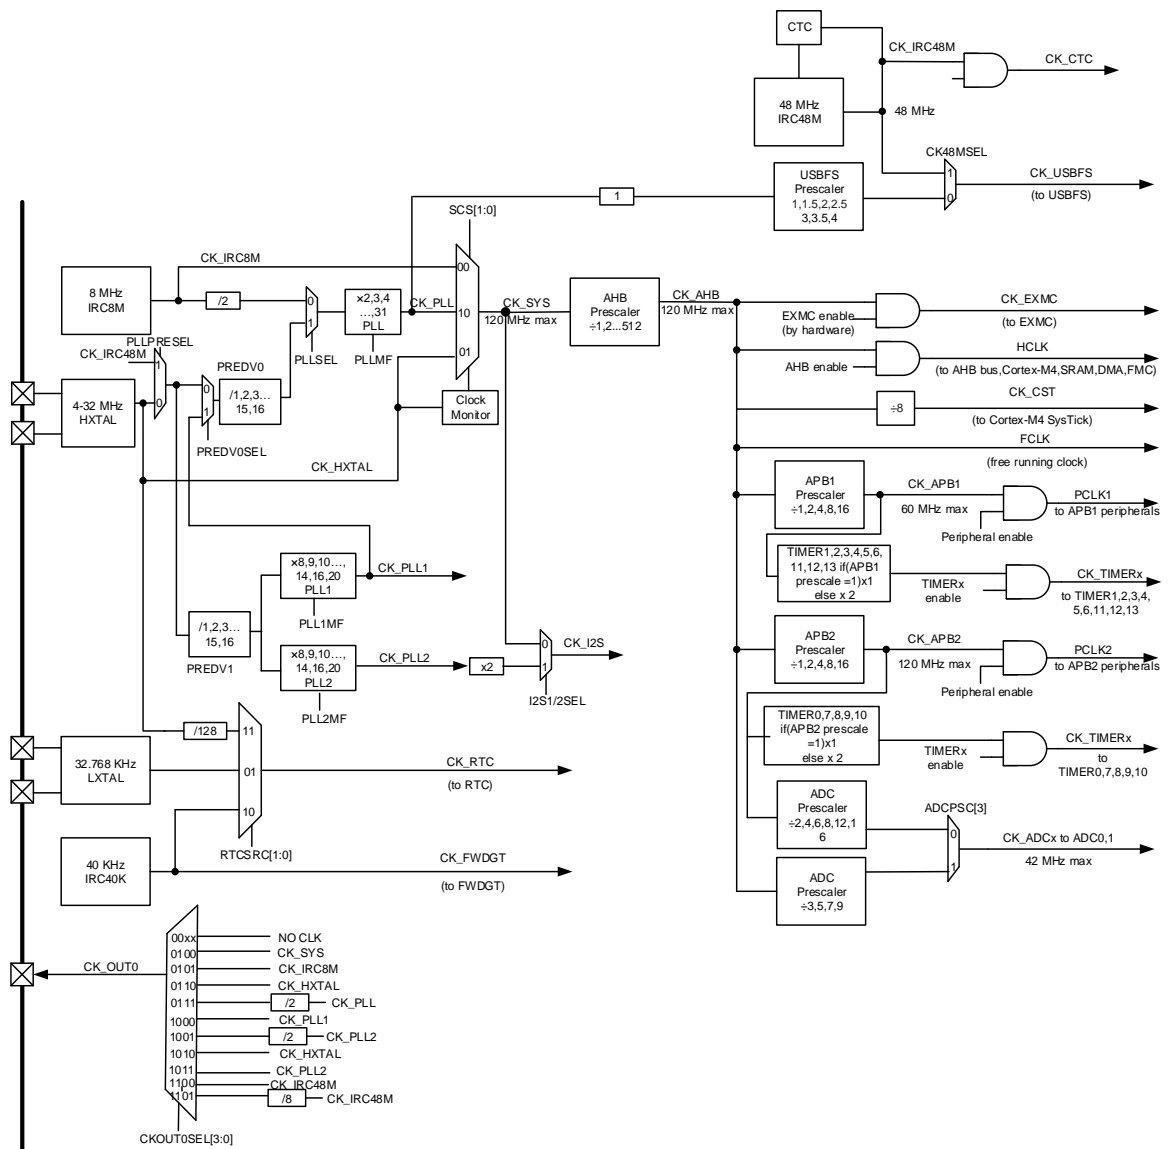 CTC
CK_IRC48M
CK_CTC
48 MHz
IRC48M
48 MHz
CK48MSEL
1
0
CK_USBFS
(to USBFS)
USBFS
Prescaler
1,1.5,2,2.5
3,3.5,4
1
SCS[1:0]
CK_IRC8M
00
10
01
8 MHz
IRC8M
/2
0
1
PLLSEL
×2,3,4
…,31
PLL
PLLMF
CK_PLL
CK_SYS
120 MHz max
AHB
Prescaler
÷1,2...512
CK_AHB
120 MHz max
EXMC enable
(by hardware)
CK_EXMC
(to EXMC)
AHB enable
HCLK
(to AHB bus,Cortex-M4,SRAM,DMA,FMC)
÷8
CK_CST
(to Cortex-M4 SysTick)
FCLK
(free running clock)
PLLPRESEL
CK_IRC48M
1
0
4-32 MHz
HXTAL
PREDV0
0
1
/1,2,3…
15,16
PREDV0SEL
Clock
Monitor
CK_HXTAL
APB1
Prescaler
÷1,2,4,8,16
CK_APB1
60 MHz max
Peripheral enable
PCLK1
to APB1 peripherals
TIMER1,2,3,4,5,6,
11,12,13 if(APB1
prescale =1)x1
else x 2
TIMERx
enable
CK_TIMERx
to TIMER1,2,3,4,
5,6,11,12,13
×8,9,10…,
14,16,20
PLL1
PLL1MF
CK_PLL1
/1,2,3…
15,16
PREDV1
×8,9,10…,
14,16,20
PLL2
PLL2MF
CK_PLL2
x2
0
1
CK_I2S
I2S1/2SEL
APB2
Prescaler
÷1,2,4,8,16
CK_APB2
120 MHz max
Peripheral enable
PCLK2
to APB2 peripherals
TIMER0,7,8,9,10
if(APB2 prescale
=1)x1
else x 2
TIMERx
enable
CK_TIMERx
to
TIMER0,7,8,9,10
/128
11
01
10
32.768 KHz
LXTAL
CK_RTC
(to RTC)
RTCSRC[1:0]
40 KHz
IRC40K
CK_FWDGT
(to FWDGT)
ADC
Prescaler
÷2,4,6,8,12,1
6
ADCPSC[3]
0
1
CK_ADCx to ADC0,1
42 MHz max
ADC
Prescaler
÷3,5,7,9
CK_OUT0
00xx
NO CLK
0100
CK_SYS
0101
CK_IRC8M
0110
CK_HXTAL
0111
/2
CK_PLL
1000
CK_PLL1
1001
/2
CK_PLL2
1010
CK_HXTAL
1011
CK_PLL2
1100
CK_IRC48M
1101
/8
CK_IRC48M
CKOUT0SEL[3:0]